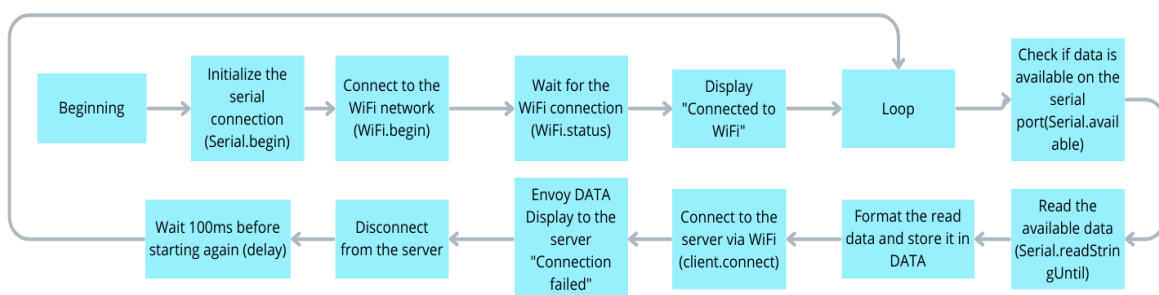 Beginning
Initialize the
serial
connection
(Serial.begin)
Connect to the
WiFi network
(WiFi.begin)
Wait for the
WiFi connection
(WiFi.status)
Display
"Connected to
WiFi"
Loop
Check if data is
available on the
serial
port(Serial.avail
able)
Read the
available data
(Serial.readStrin
gUntil)
Format the read
data and store it in
DATA
Connect to the
server via WiFi
(client.connect)
Envoy DATA
Display to the
server
"Connection
failed"
Disconnect
from the server
Wait 100ms before
starting again (delay)